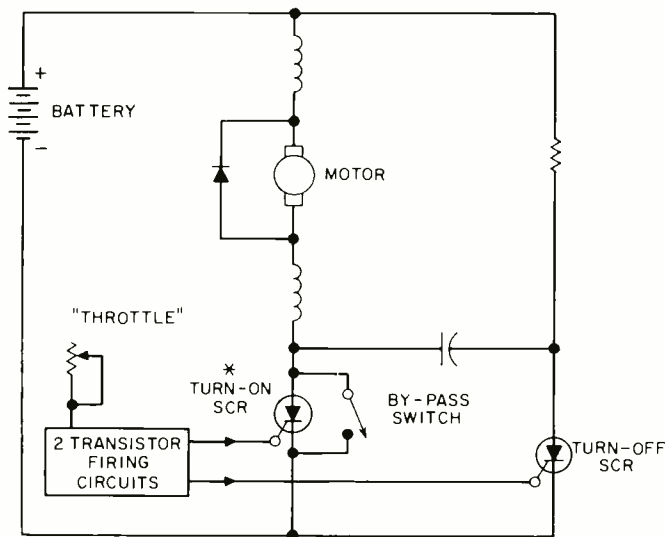 +
BATTERY
-
MOTOR
"THROTTLE"
*
TURN-ON
SCR
BY-PASS
SWITCH
2 TRANSISTOR
FIRING
CIRCUITS
TURN-OFF
SCR